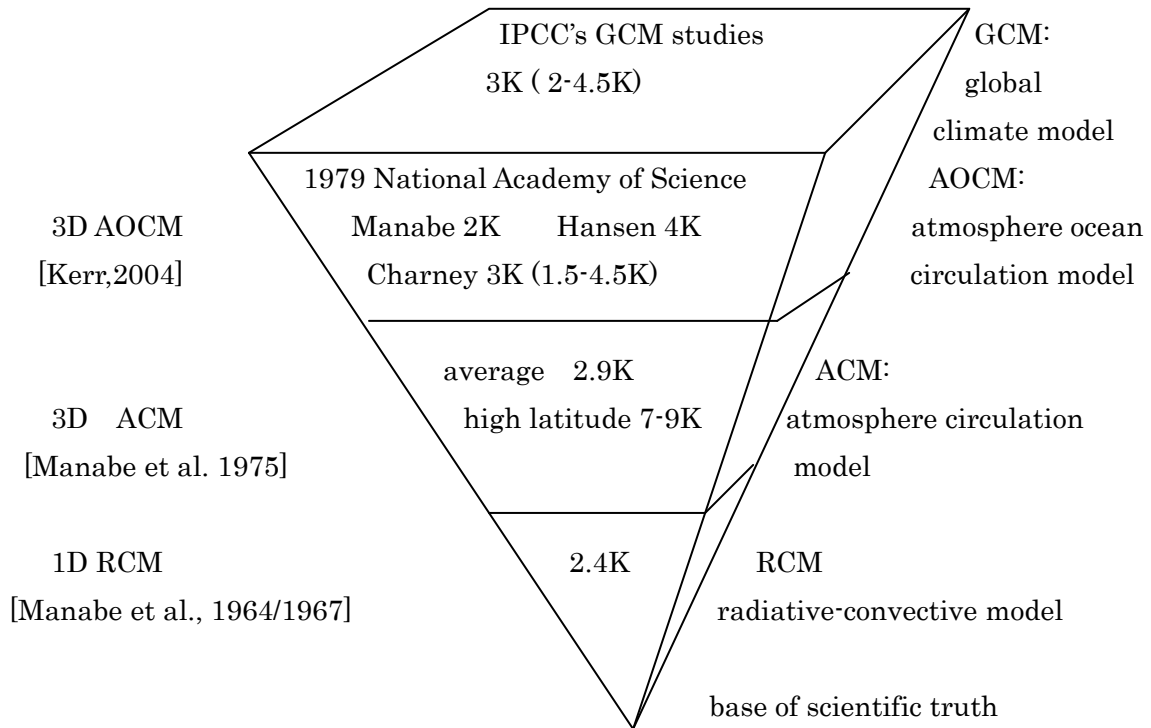 IPCC’s GCM studies
3K ( 2-4.5K)
GCM:
global
climate model
1979 National Academy of Science
Manabe 2K Hansen 4K
Charney 3K (1.5-4.5K)
3D AOCM
[Kerr,2004]
AOCM:
atmosphere ocean
circulation model
average 2.9K
high latitude 7-9K
3D ACM
[Manabe et al. 1975]
ACM:
atmosphere circulation
model
1D RCM
[Manabe et al., 1964/1967]
2.4K
RCM
radiative-convective model
base of scientific truth